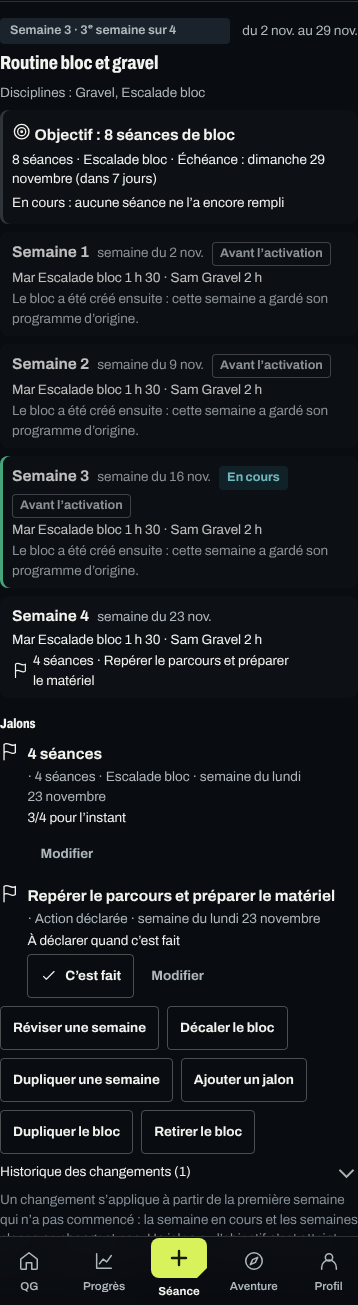 Semaine 3 · 3ᵉ semaine sur 4
du 2 nov. au 29 nov.
Routine bloc et gravel
Disciplines : Gravel, Escalade bloc
Objectif : 8 séances de bloc
8 séances · Escalade bloc · Échéance : dimanche 29
novembre (dans 7 jours)
En cours : aucune séance ne l’a encore rempli
Semaine 1 semaine du 2 nov. Avant l’activation
Mar Escalade bloc 1 h 30 · Sam Gravel 2 h
Le bloc a été créé ensuite : cette semaine a gardé son
programme d’origine.
Semaine 2 semaine du 9 nov. Avant l’activation
Mar Escalade bloc 1 h 30 · Sam Gravel 2 h
Le bloc a été créé ensuite : cette semaine a gardé son
programme d’origine.
Semaine 3 semaine du 16 nov. En cours
Avant l’activation
Mar Escalade bloc 1 h 30 · Sam Gravel 2 h
Le bloc a été créé ensuite : cette semaine a gardé son
programme d’origine.
Semaine 4 semaine du 23 nov.
Mar Escalade bloc 1 h 30 · Sam Gravel 2 h
4 séances · Repérer le parcours et préparer
le matériel
Jalons
4 séances
· 4 séances · Escalade bloc · semaine du lundi
23 novembre
3/4 pour l’instant
Modifier
Repérer le parcours et préparer le matériel
· Action déclarée · semaine du lundi 23 novembre
À déclarer quand c’est fait
C’est fait Modifier
Réviser une semaine Décaler le bloc
Dupliquer une semaine Ajouter un jalon
Dupliquer le bloc Retirer le bloc
Historique des changements (1)
Un changement s’applique à partir de la première semaine
qui n’a pas commencé : la semaine en cours et les semaines
QG Progrès Séance Aventure Profil